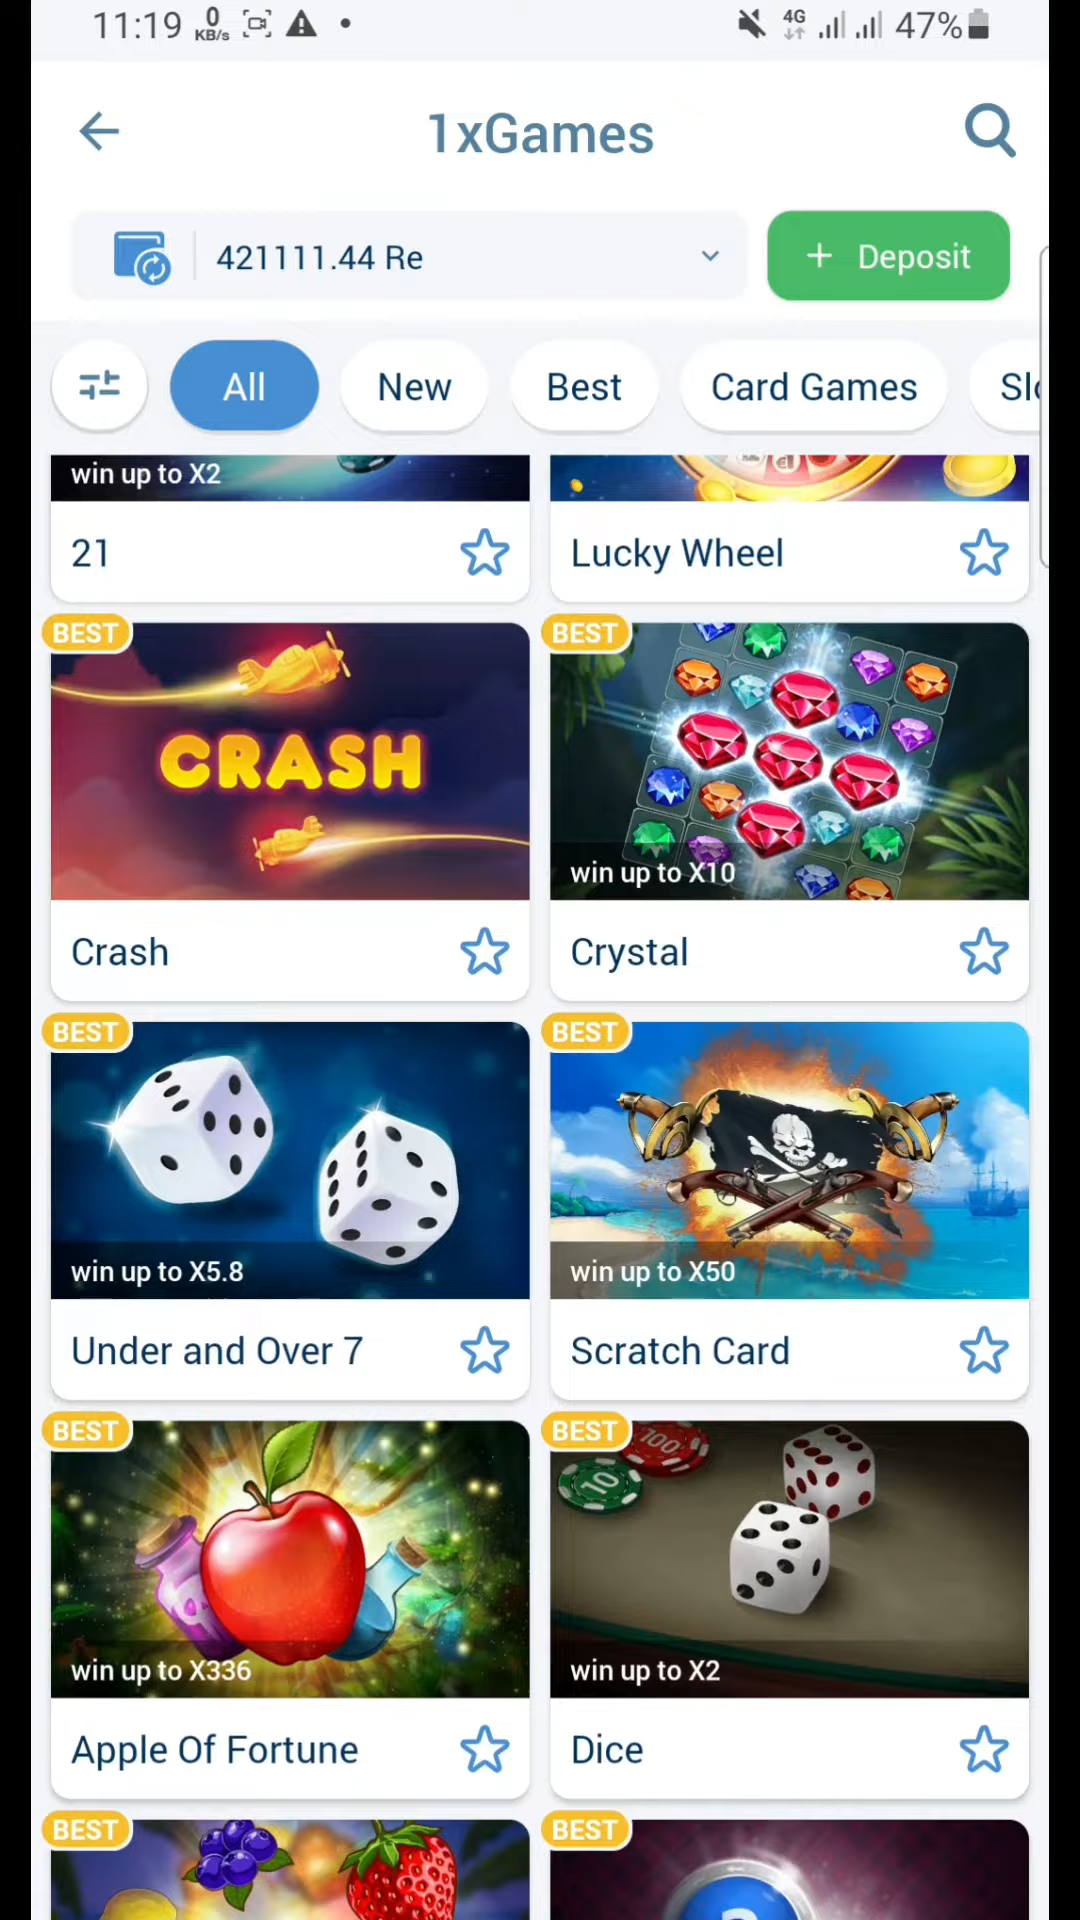 11:19 0 KB/s 4G 47%
1xGames
421111.44 Re
+ Deposit
All New Best Card Games Slo
win up to X2
21 Lucky Wheel
BEST BEST
CRASH
win up to X10
Crash Crystal
BEST BEST
win up to X5.8 win up to X50
Under and Over 7 Scratch Card
BEST BEST
100
10
win up to X336 win up to X2
Apple Of Fortune Dice
BEST BEST